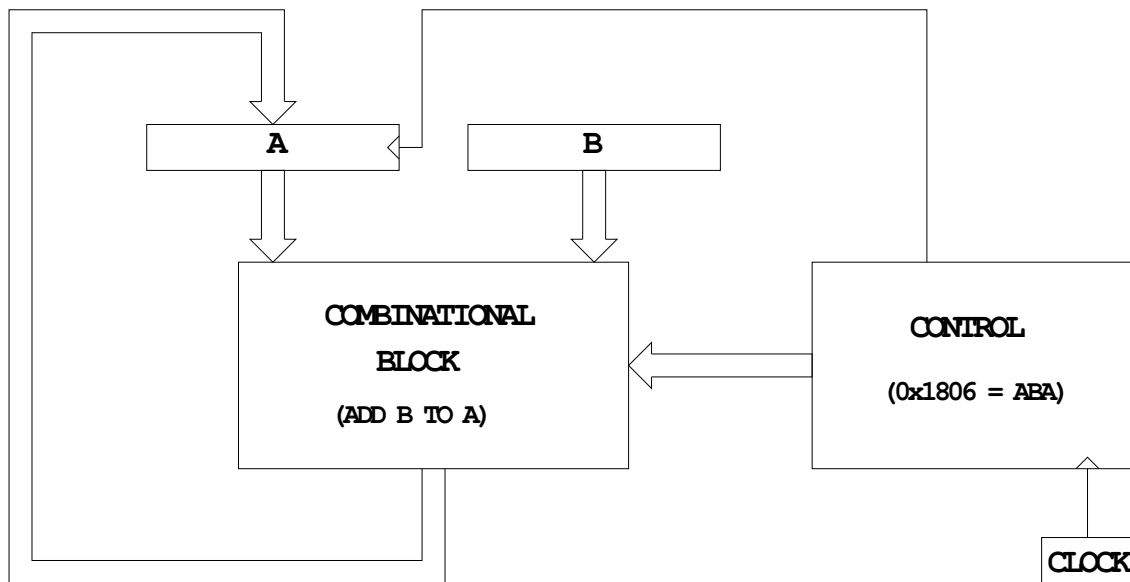 A
B
COMBINATIONAL
BLOCK
(ADD B TO A)
CONTROL
(0x1806 = ABA)
CLOCK